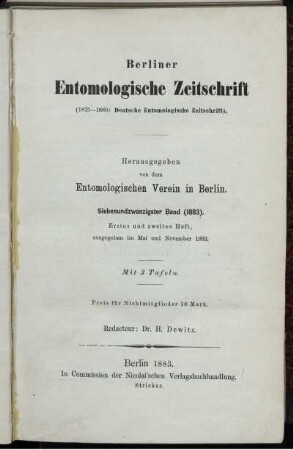 Berliner
Entomologische Zeitschrift
(1875—1880: Deutsche Entomologische Zeitschrift).
Herausgegeben
von dem
Entomologischen Verein in Berlin.
Siebenundzwanzigster Band (1883).
Erstes und zweites Heft,
ausgegeben im Mai und November 1883.
Mit 3 Tafeln.
Preis für Nichtmitglieder 18 Mark.
Redacteur: Dr. H. Dewitz.
Berlin 1883.
In Commission der Nicolai'schen Verlagsbuchhandlung.
Stricker.